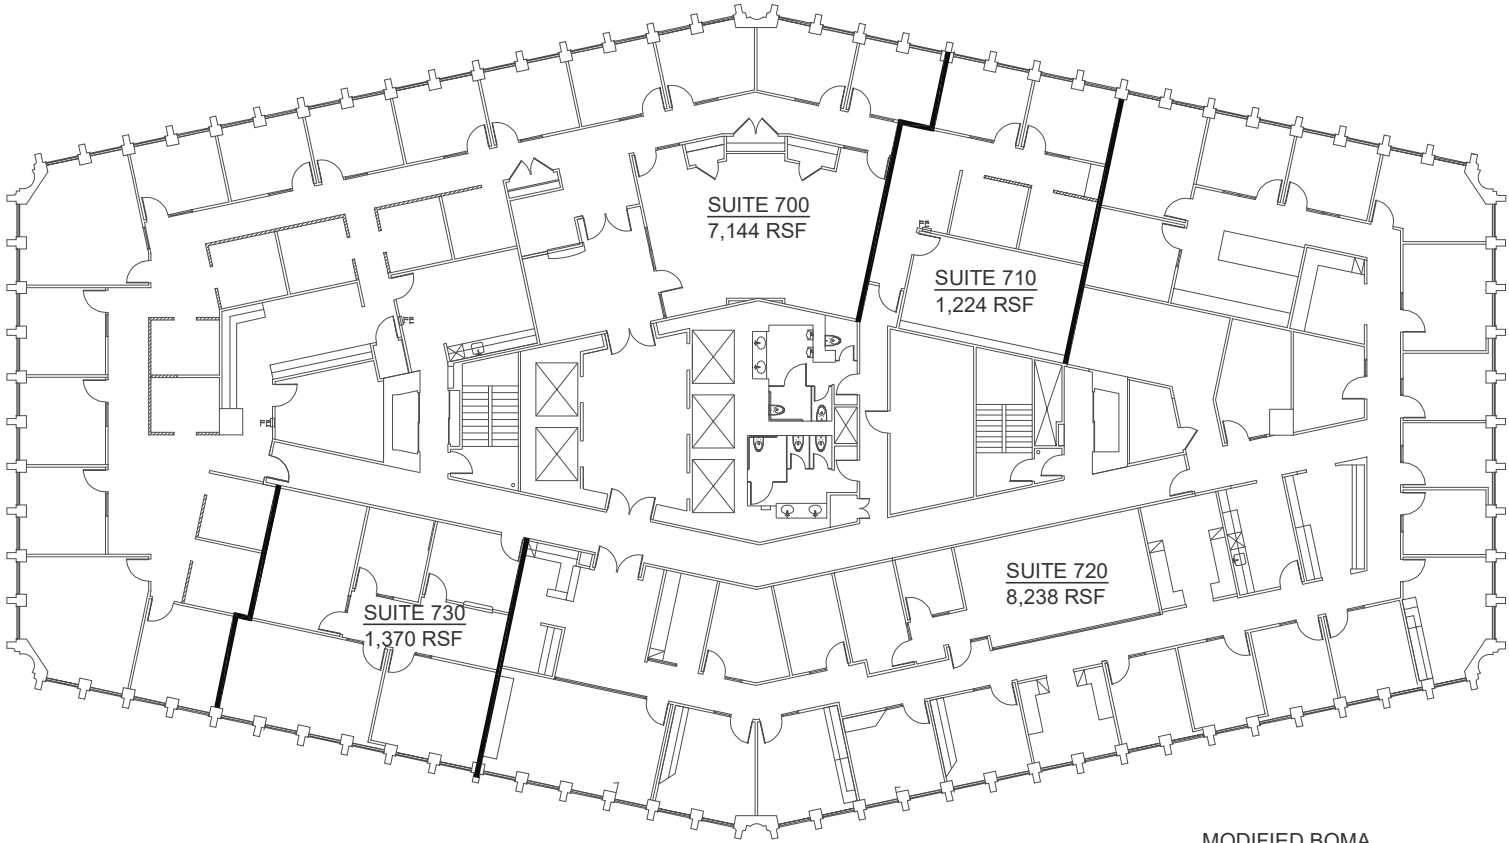 SUITE 700
7,144 RSF
SUITE 710
1,224 RSF
FE
FE
FE
SUITE 720
8,238 RSF
SUITE 730
1,370 RSF
MODIFIED BOMA